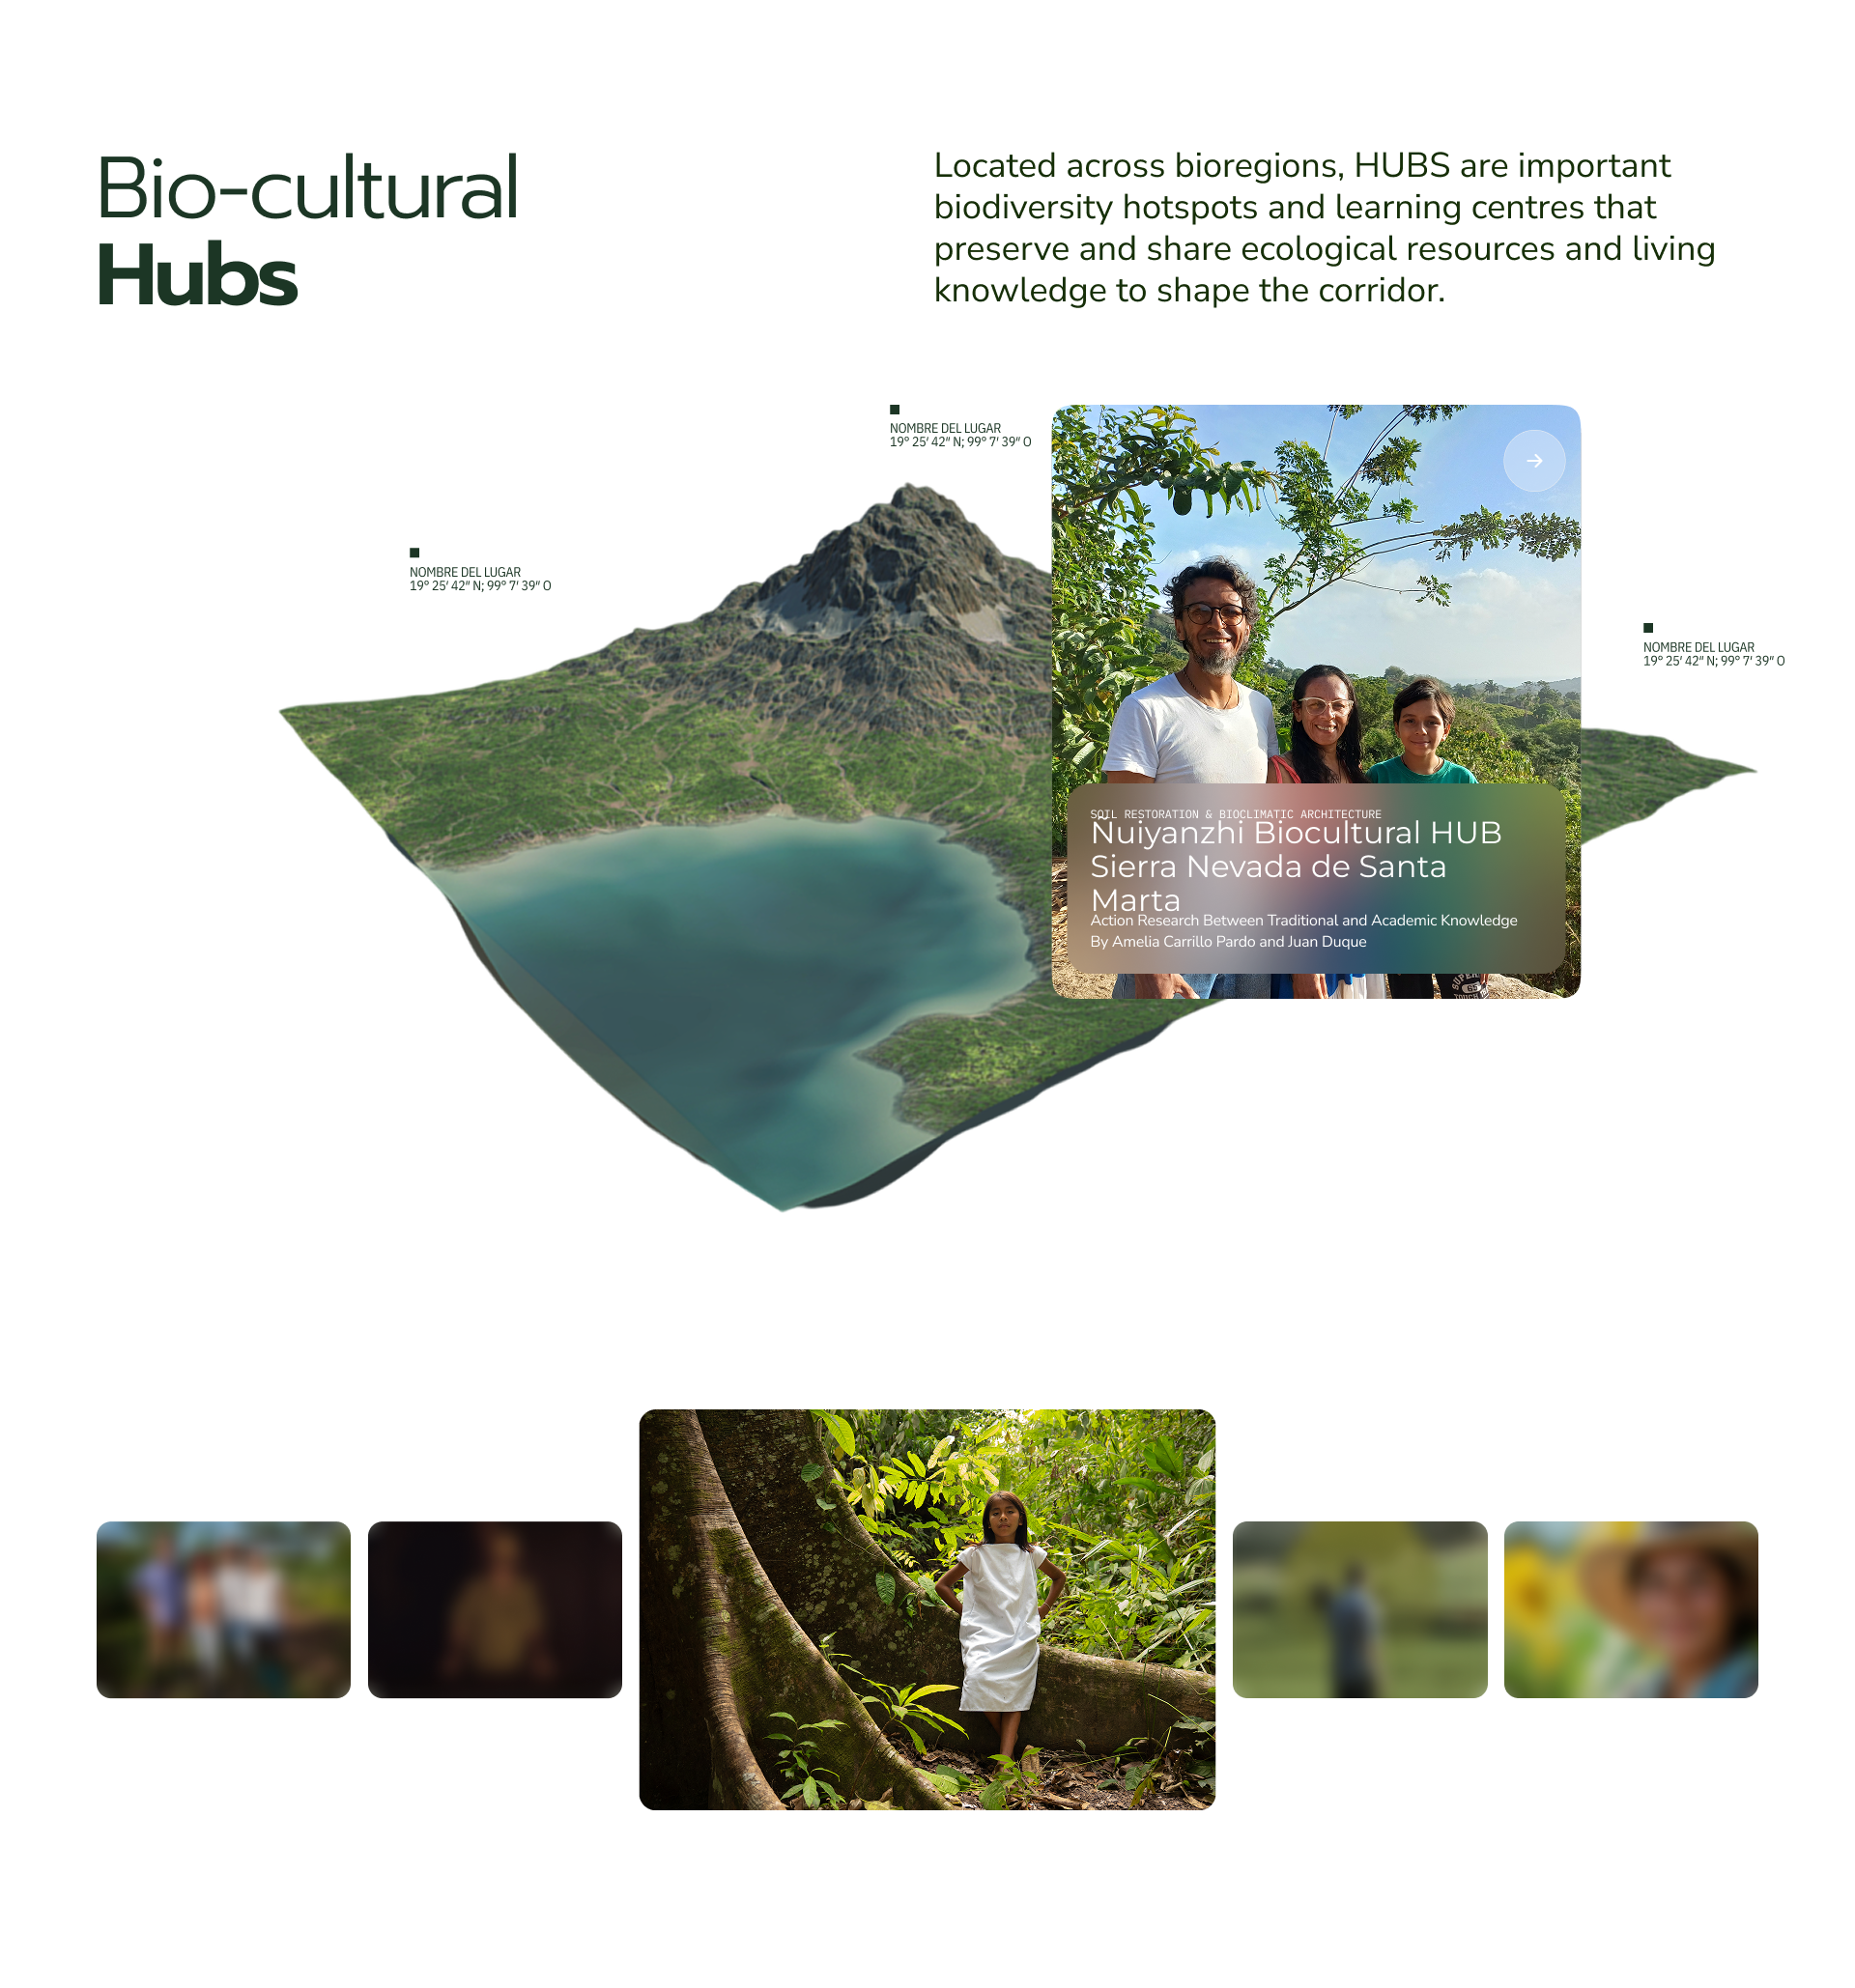 Bio-cultural
Hubs
Located across bioregions, HUBS are important
biodiversity hotspots and learning centres that
preserve and share ecological resources and living
knowledge to shape the corridor.
NOMBRE DEL LUGAR
19° 25′ 42″ N; 99° 7′ 39″ O
NOMBRE DEL LUGAR
19° 25′ 42″ N; 99° 7′ 39″ O
NOMBRE DEL LUGAR
19° 25′ 42″ N; 99° 7′ 39″ O
SOIL RESTORATION & BIOCLIMATIC ARCHITECTURE
Ñuiyanzhi Biocultural HUB
Sierra Nevada de Santa
Marta
Action Research Between Traditional and Academic Knowledge
By Amelia Carrillo Pardo and Juan Duque
SUPER
65